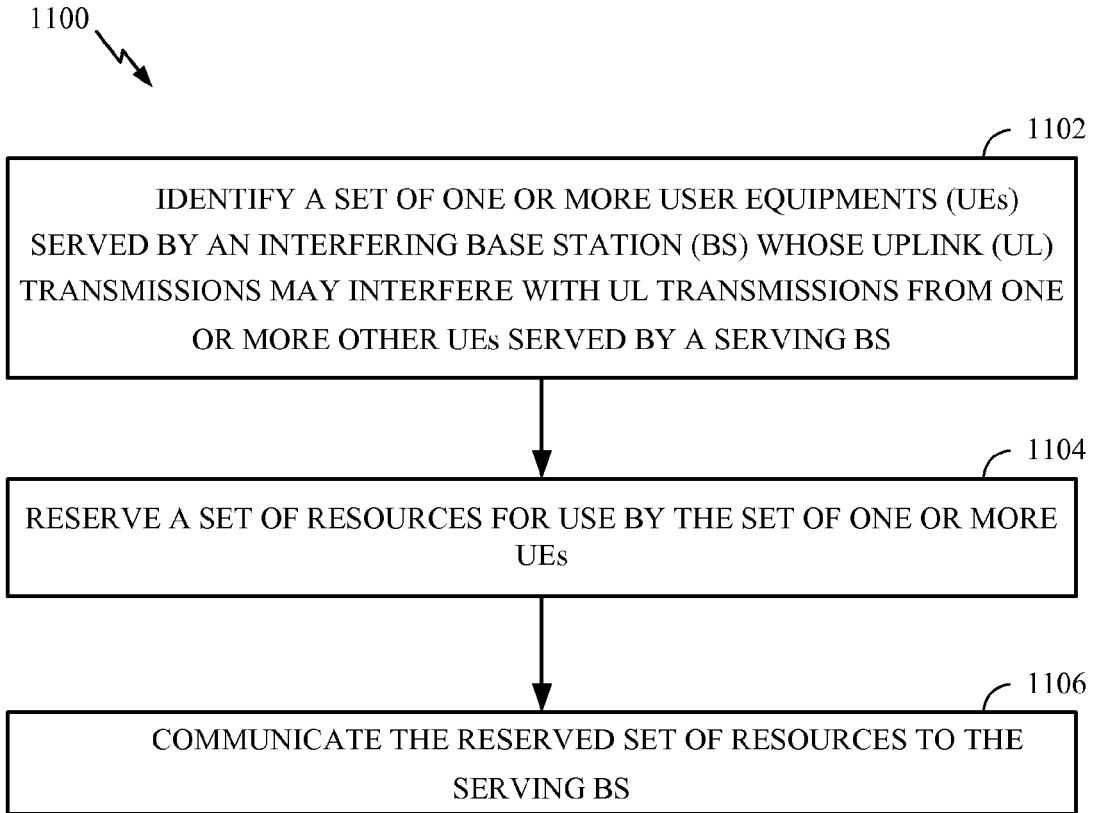 1100
1102
IDENTIFY A SET OF ONE OR MORE USER EQUIPMENTS (UEs)
SERVED BY AN INTERFERING BASE STATION (BS) WHOSE UPLINK (UL)
TRANSMISSIONS MAY INTERFERE WITH UL TRANSMISSIONS FROM ONE
OR MORE OTHER UEs SERVED BY A SERVING BS
1104
RESERVE A SET OF RESOURCES FOR USE BY THE SET OF ONE OR MORE
UEs
1106
COMMUNICATE THE RESERVED SET OF RESOURCES TO THE
SERVING BS